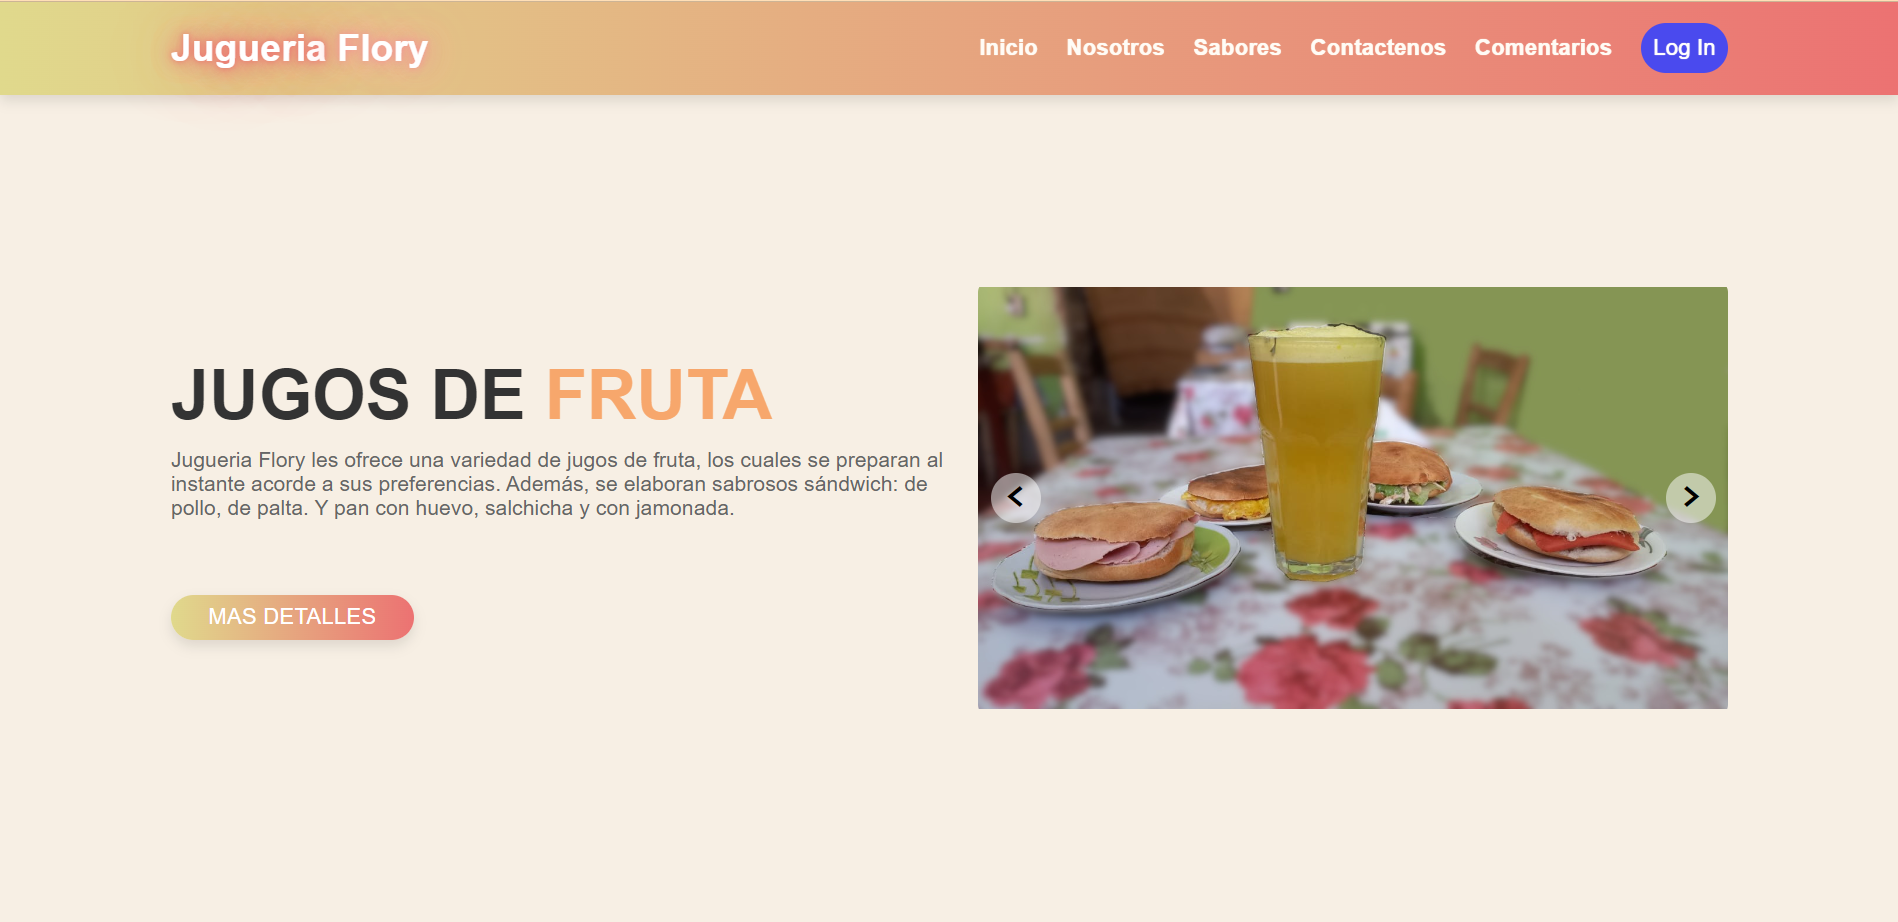 Jugueria Flory
Inicio Nosotros Sabores Contactenos Comentarios Log In
JUGOS DE FRUTA
Jugueria Flory les ofrece una variedad de jugos de fruta, los cuales se preparan al
instante acorde a sus preferencias. Además, se elaboran sabrosos sándwich: de
pollo, de palta. Y pan con huevo, salchicha y con jamonada.
MAS DETALLES